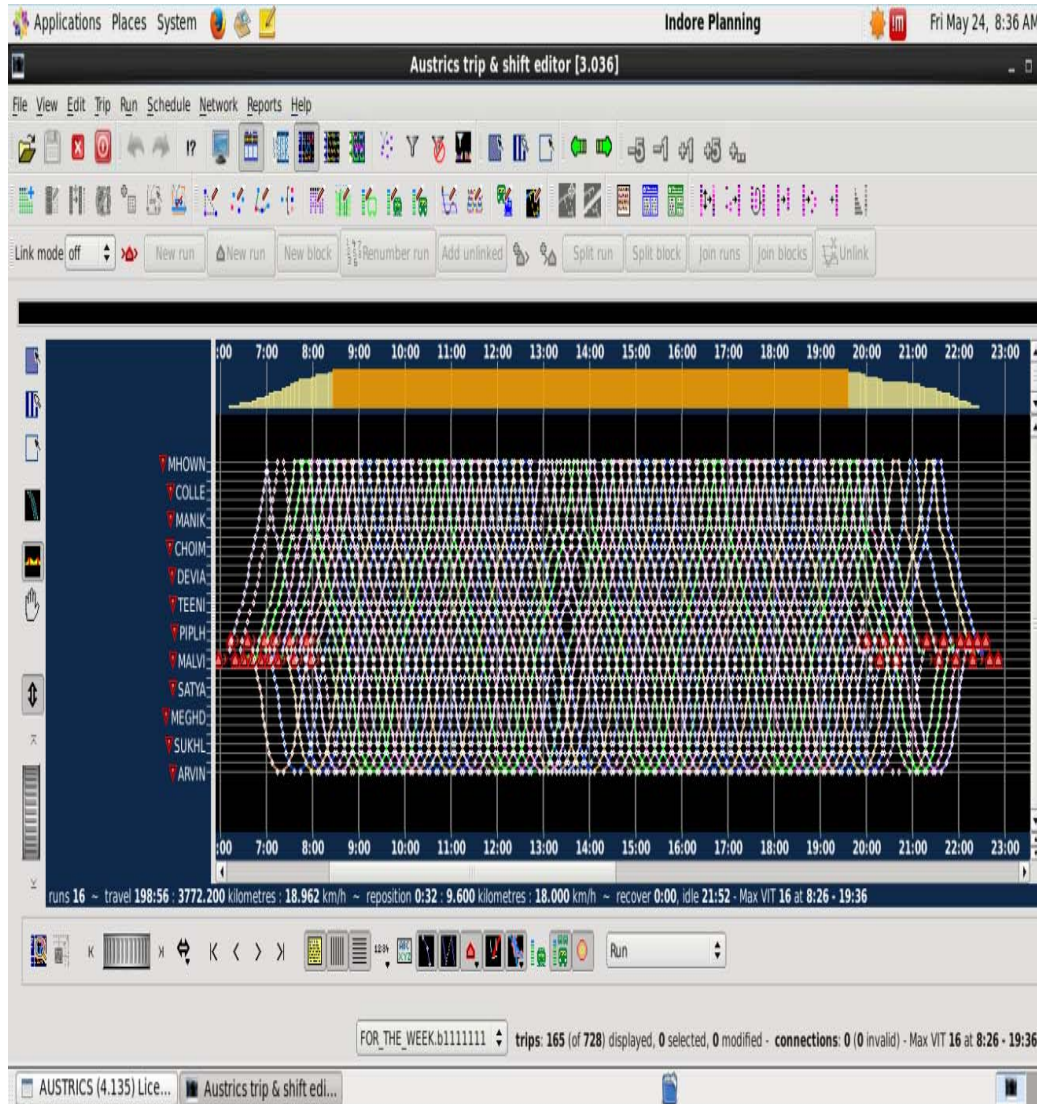 Applications Places System Indore Planning Fri May 24, 8:36 AM
Austrics trip & shift editor [3.036]
File View Edit Trip Run Schedule Network Reports Help
!? -5 -1 +1 +5
Link mode off New run New run New block Renumber run Add unlinked Split run Split block Join runs Join blocks Unlink
:00 7:00 8:00 9:00 10:00 11:00 12:00 13:00 14:00 15:00 16:00 17:00 18:00 19:00 20:00 21:00 22:00 23:00
MHOWN
COLLE
MANIK
CHOIM
DEVIA
TEENI
PIPLH
MALVI
SATYA
MEGHD
SUKHL
ARVIN
:00 7:00 8:00 9:00 10:00 11:00 12:00 13:00 14:00 15:00 16:00 17:00 18:00 19:00 20:00 21:00 22:00 23:00
runs 16 ~ travel 198:56 : 3772.200 kilometres : 18.962 km/h ~ reposition 0:32 : 9.600 kilometres : 18.000 km/h ~ recover 0:00, idle 21:52 - Max VIT 16 at 8:26 - 19:36
Run
FOR_THE_WEEK.b1111111 trips: 165 (of 728) displayed, 0 selected, 0 modified - connections: 0 (0 invalid) - Max VIT 16 at 8:26 - 19:36
AUSTRICS (4.135) Lice... Austrics trip & shift edi...